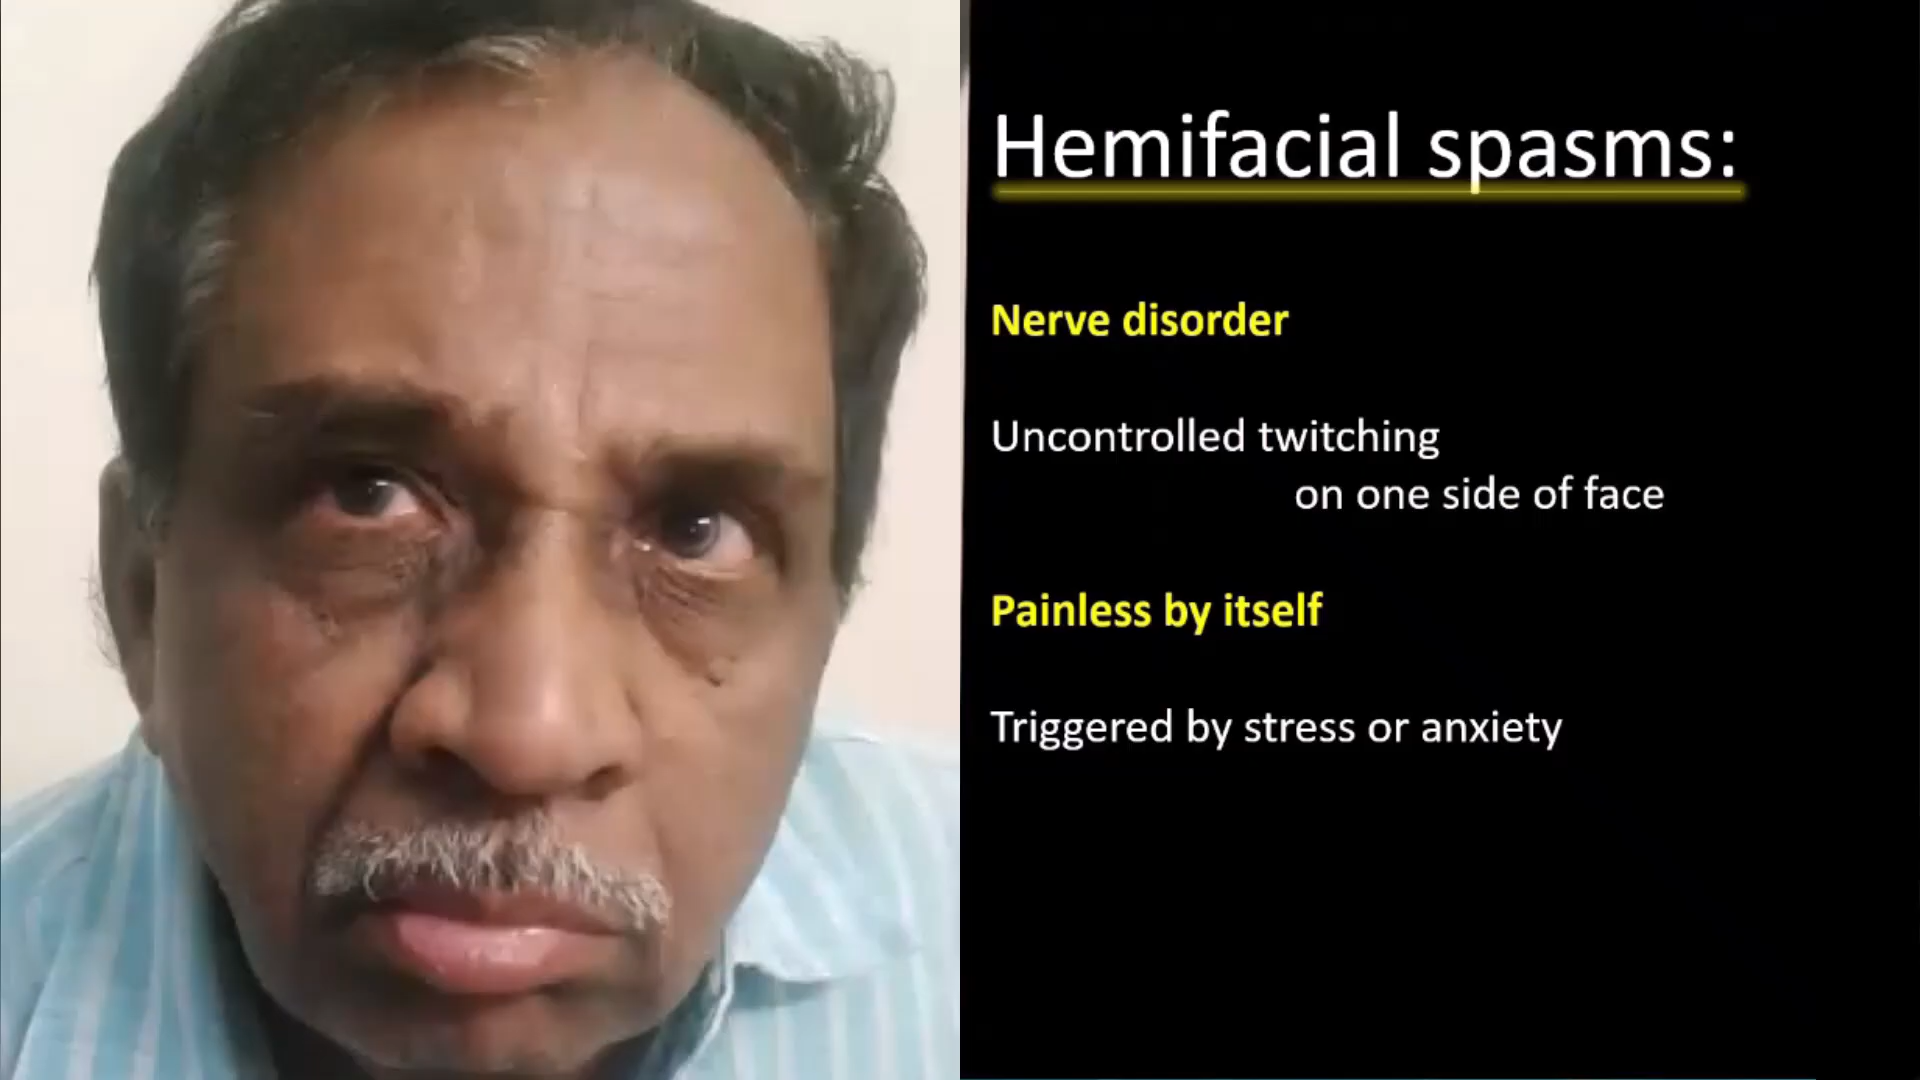 Hemifacial spasms:
Nerve disorder
Uncontrolled twitching
on one side of face
Painless by itself
Triggered by stress or anxiety